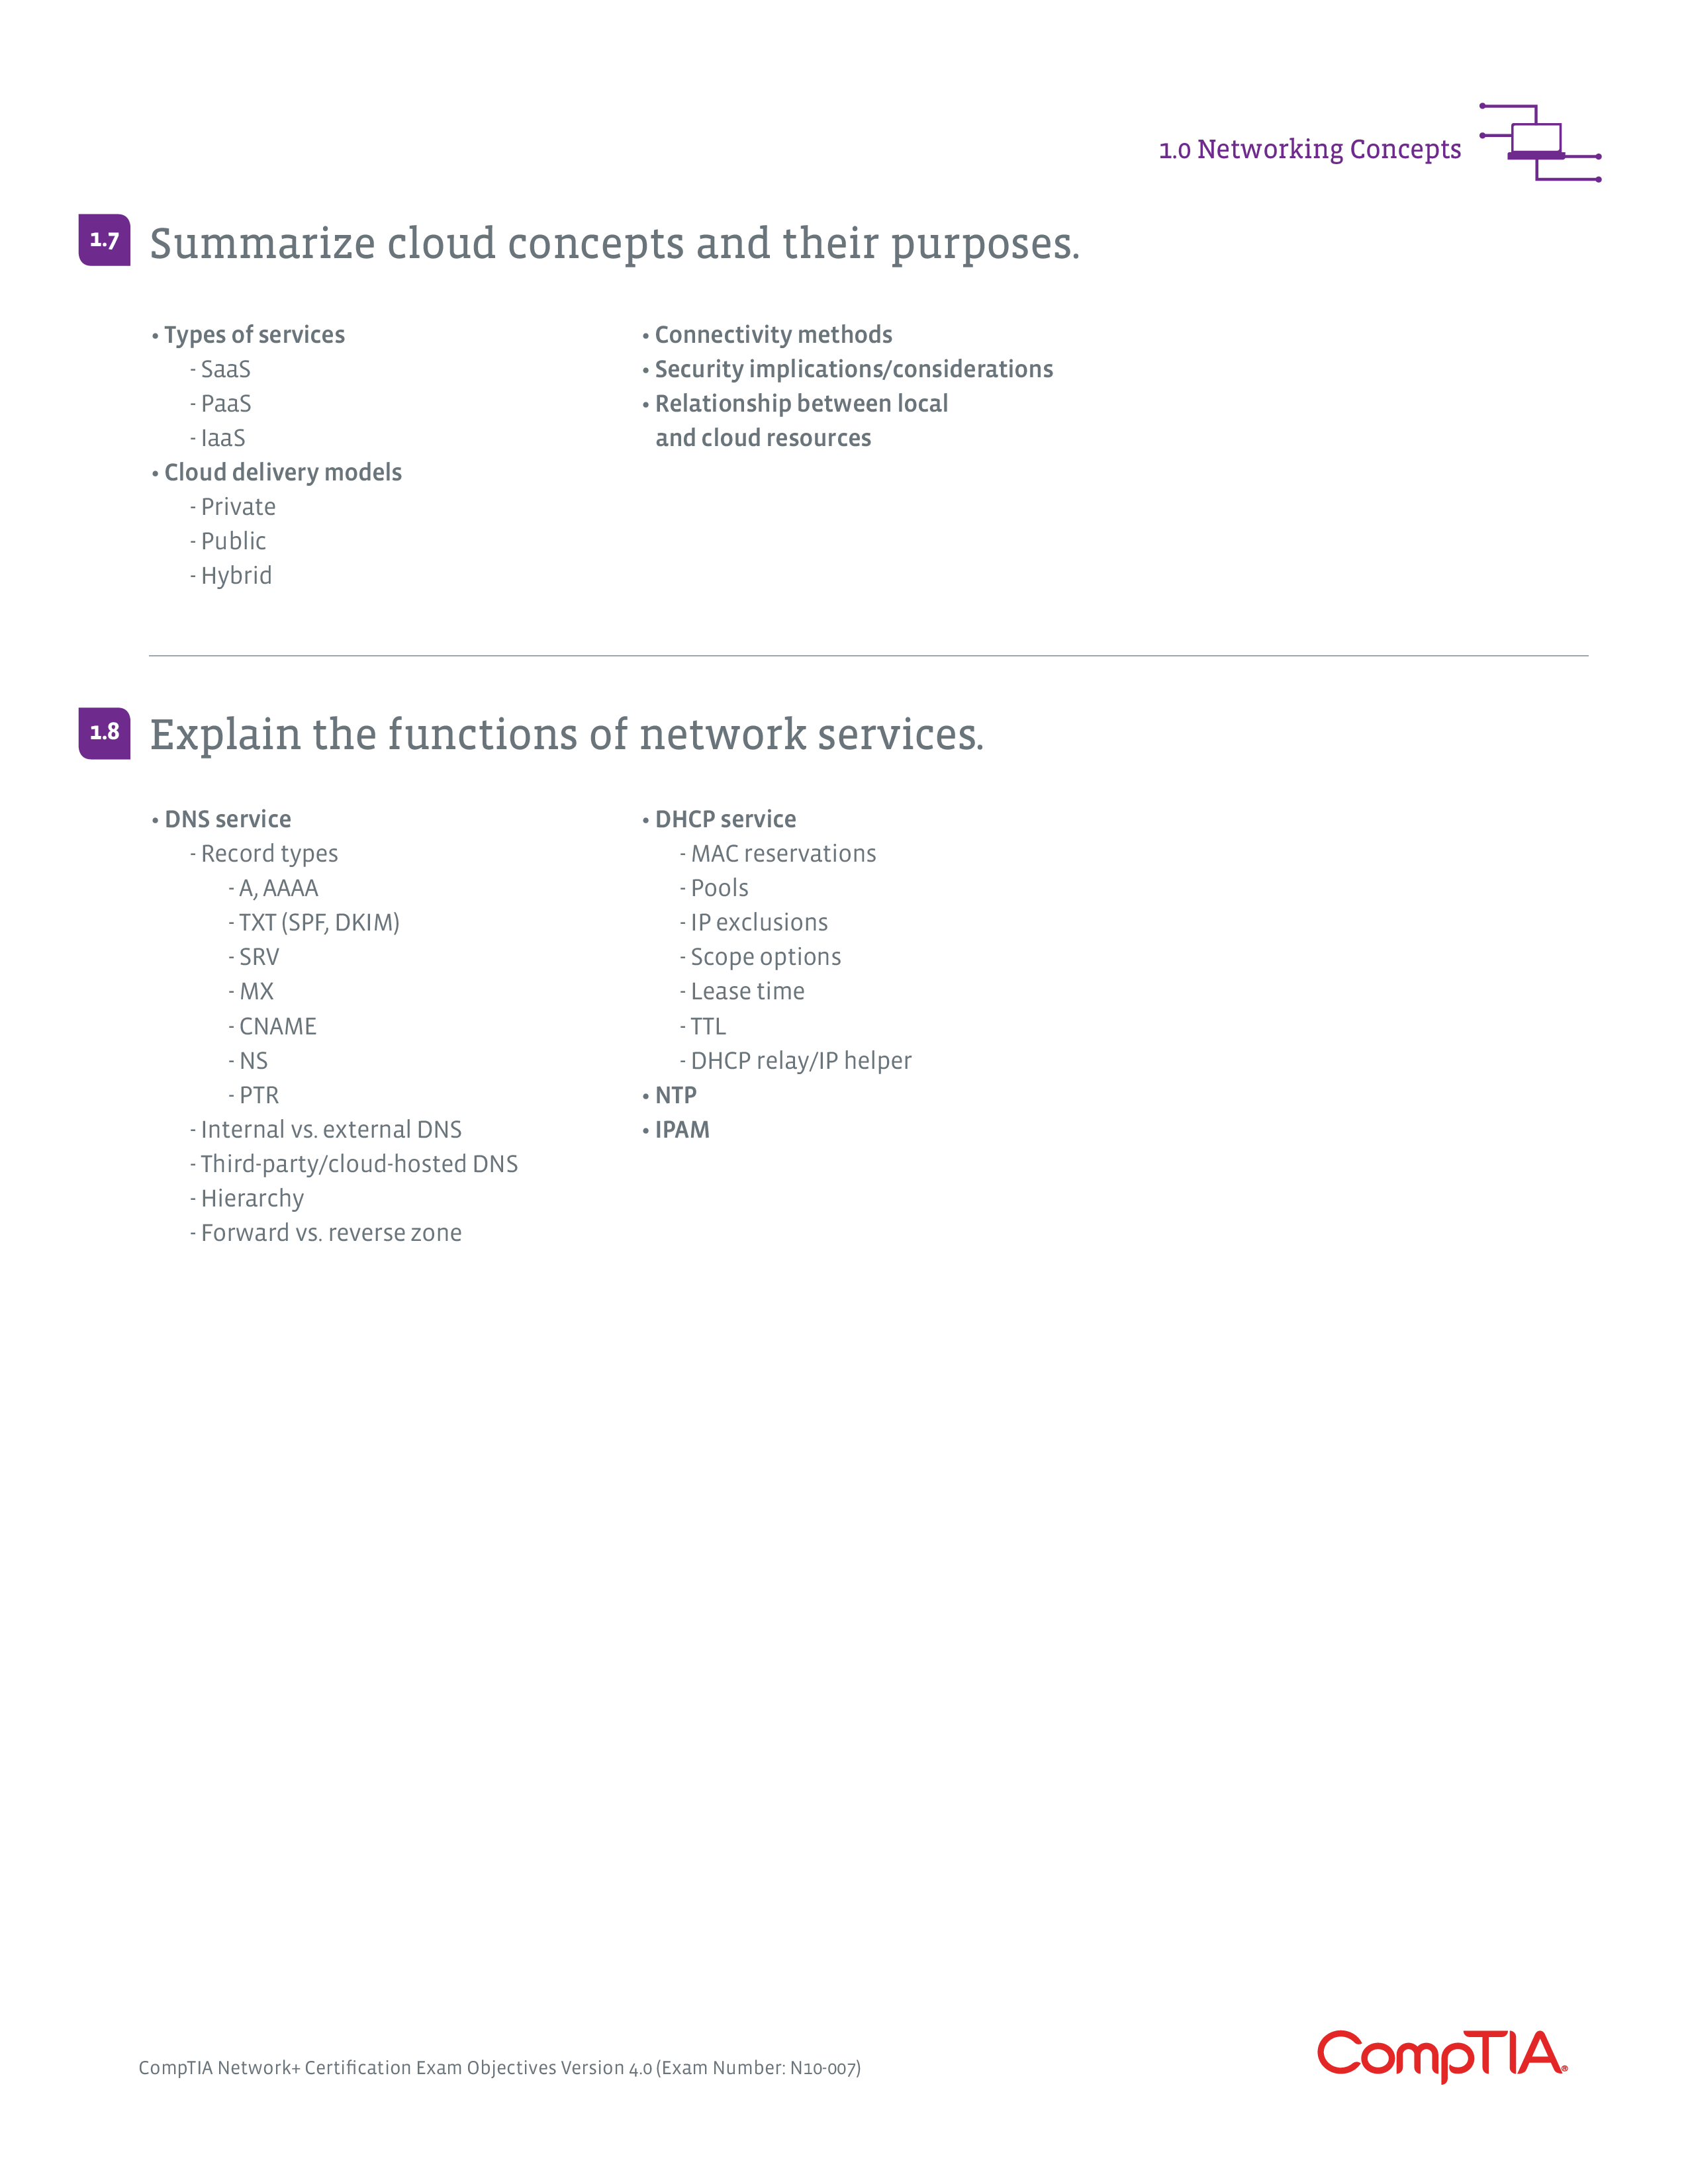 1.0 Networking Concepts
1.7
Summarize cloud concepts and their purposes.
• Types of services
- SaaS
- PaaS
- IaaS
• Cloud delivery models
- Private
- Public
- Hybrid
• Connectivity methods
• Security implications/considerations
• Relationship between local
and cloud resources
1.8
Explain the functions of network services.
• DNS service
- Record types
- A, AAAA
- TXT (SPF, DKIM)
- SRV
- MX
- CNAME
- NS
- PTR
- Internal vs. external DNS
- Third-party/cloud-hosted DNS
- Hierarchy
- Forward vs. reverse zone
• DHCP service
- MAC reservations
- Pools
- IP exclusions
- Scope options
- Lease time
- TTL
- DHCP relay/IP helper
• NTP
• IPAM
CompTIA Network+ Certification Exam Objectives Version 4.0 (Exam Number: N10-007)
CompTIA®